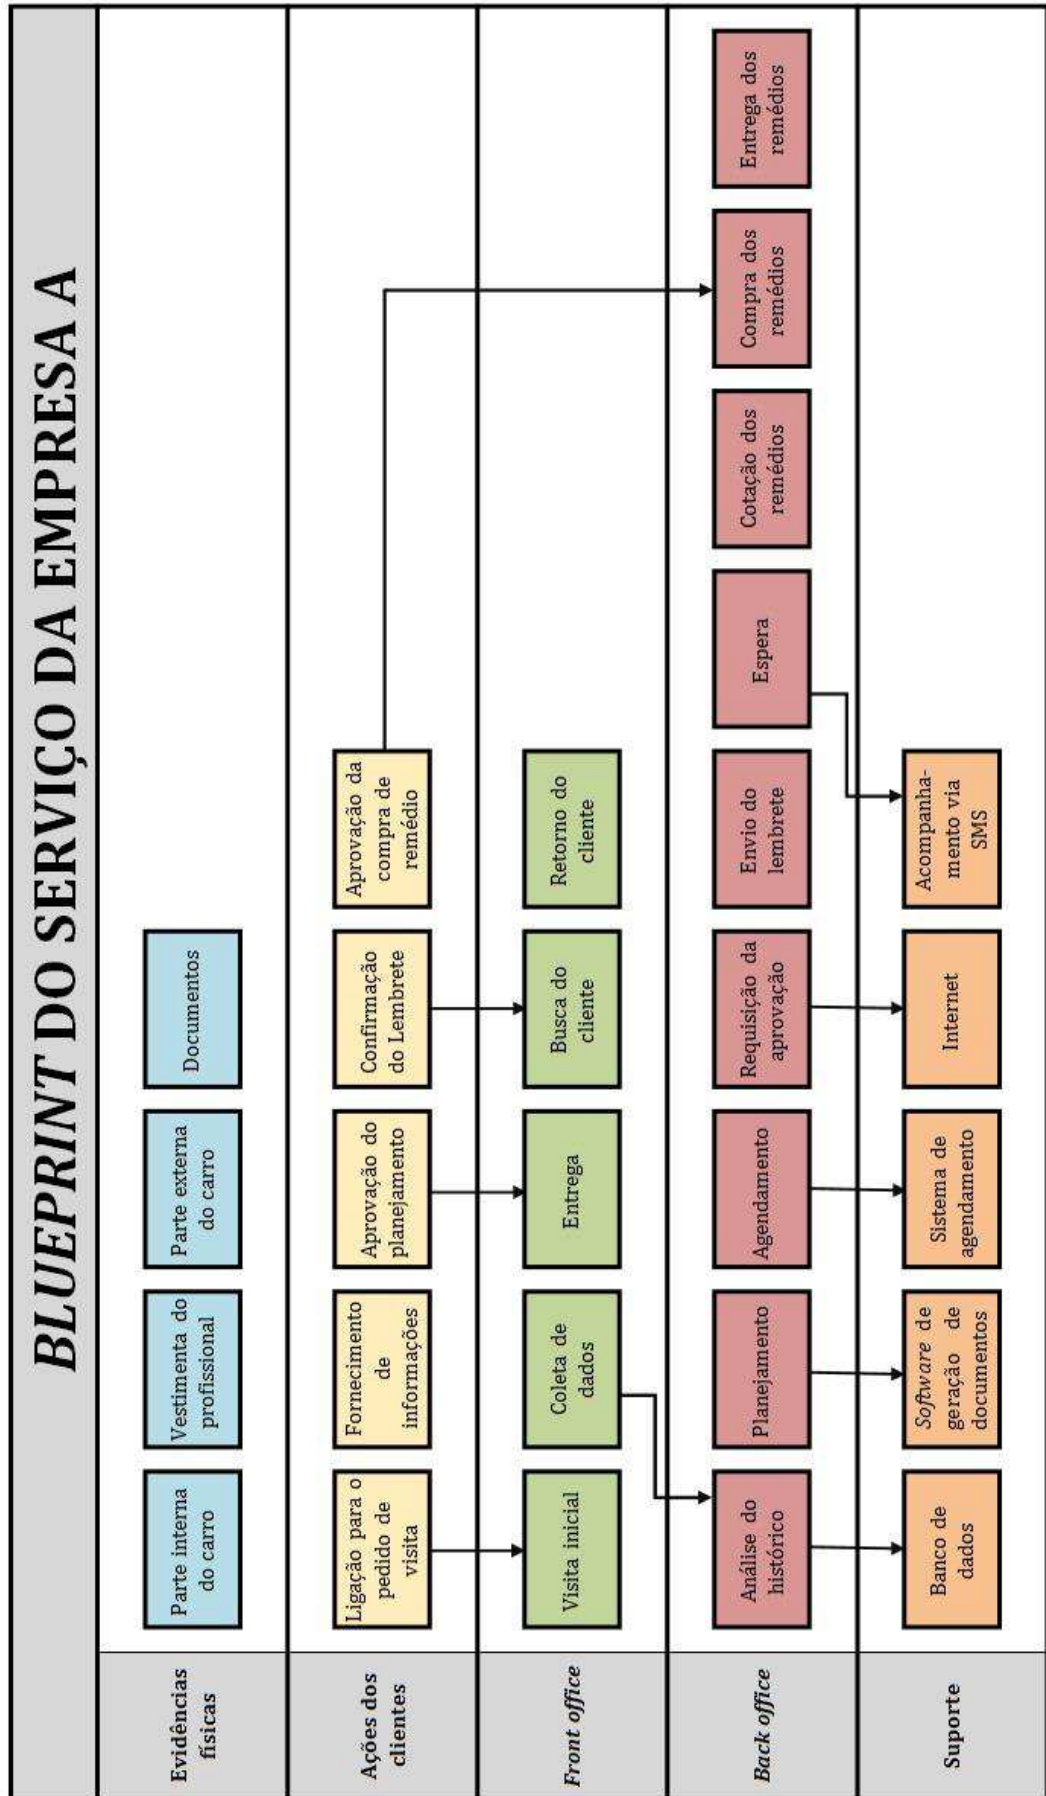 BLUEPRINT DO SERVIÇO DA EMPRESA A
Evidências
físicas
Parte interna
do carro
Vestimenta do
profissional
Parte externa
do carro
Documentos
Ações dos
clientes
Ligação para o
pedido de
visita
Fornecimento
de
informações
Aprovação do
planejamento
Confirmação
do Lembrete
Aprovação da
compra de
remédio
Front office
Visita inicial
Coleta de
dados
Entrega
Busca do
cliente
Retorno do
cliente
Back office
Análise do
histórico
Planejamento
Agendamento
Requisição da
aprovação
Envio do
lembrete
Espera
Cotação dos
remédios
Compra dos
remédios
Entrega dos
remédios
Suporte
Banco de
dados
Software de
geração de
documentos
Sistema de
agendamento
Internet
Acompanha-
mento via
SMS